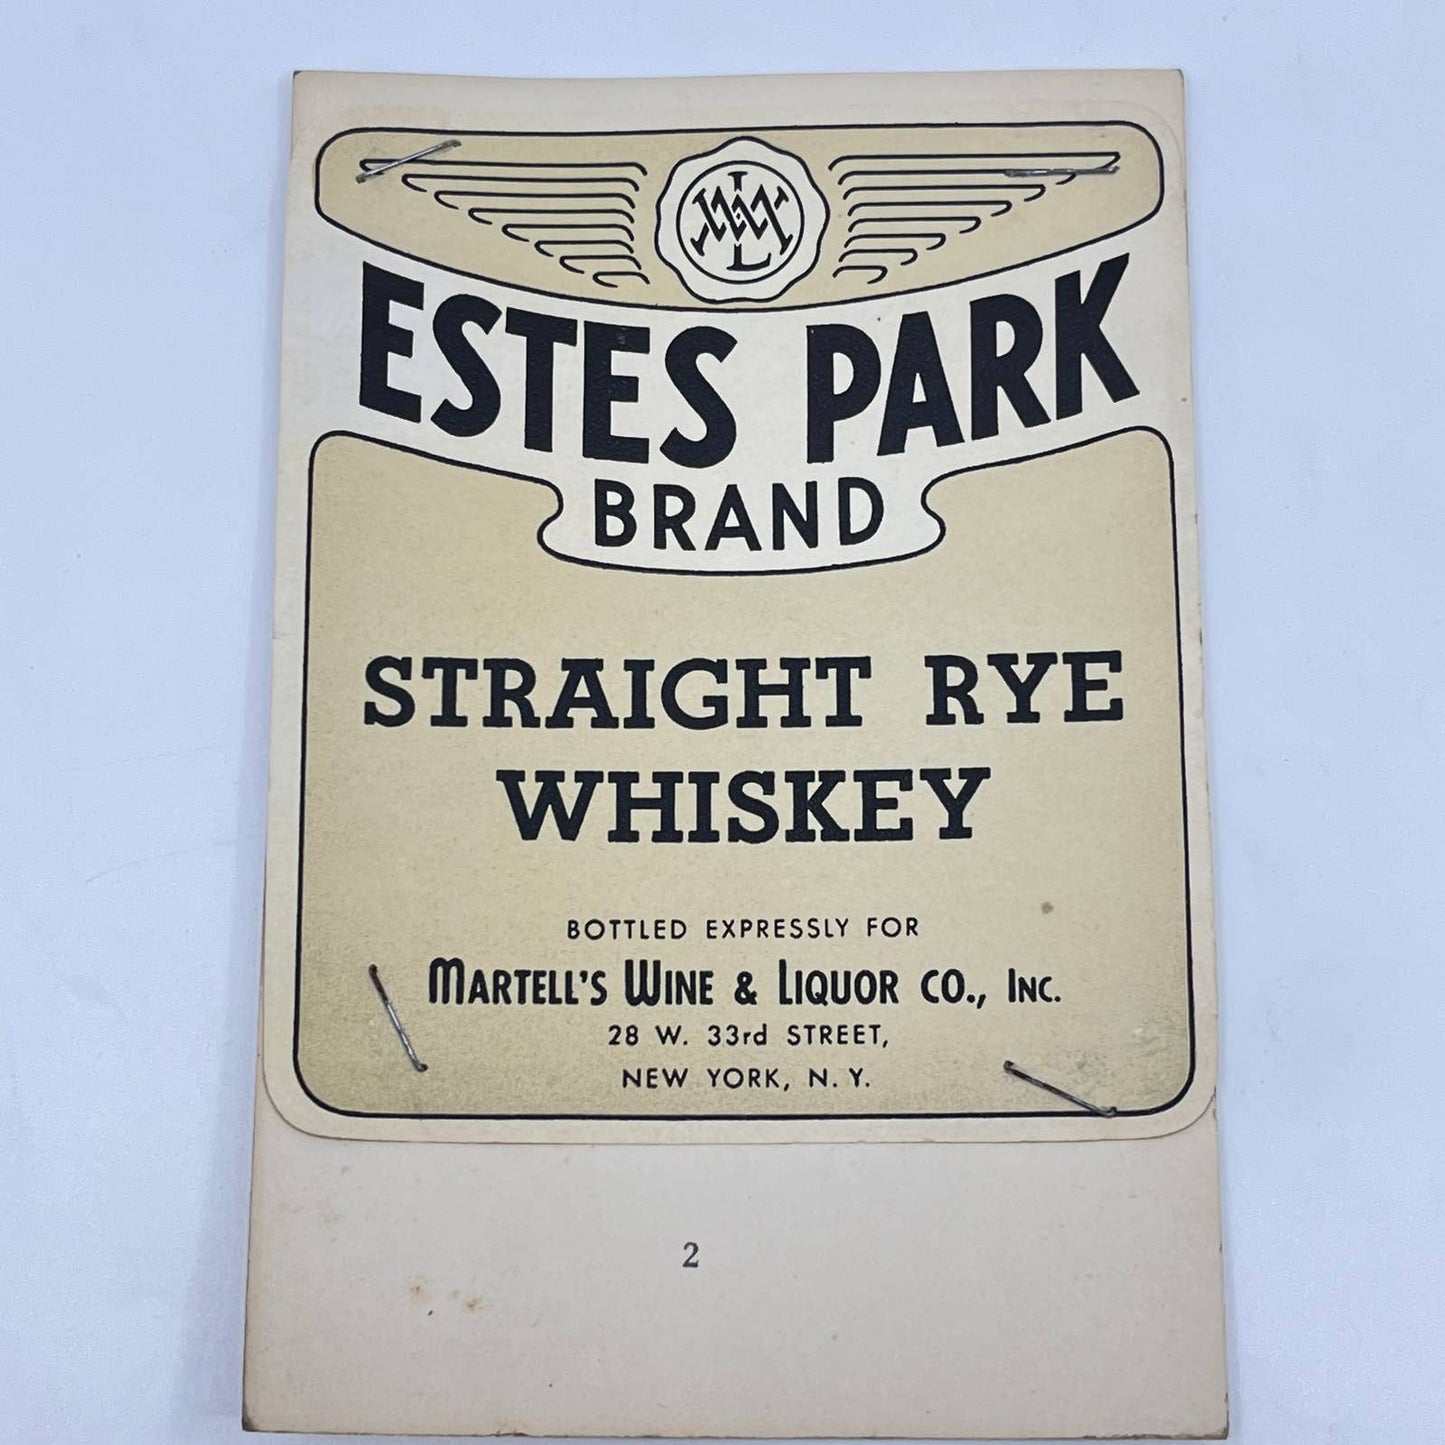 ESTES PARK
BRAND
STRAIGHT RYE
WHISKEY
BOTTLED EXPRESSLY FOR
MARTELL'S WINE & LIQUOR CO., INC.
28 W. 33rd STREET,
NEW YORK, N. Y.
2